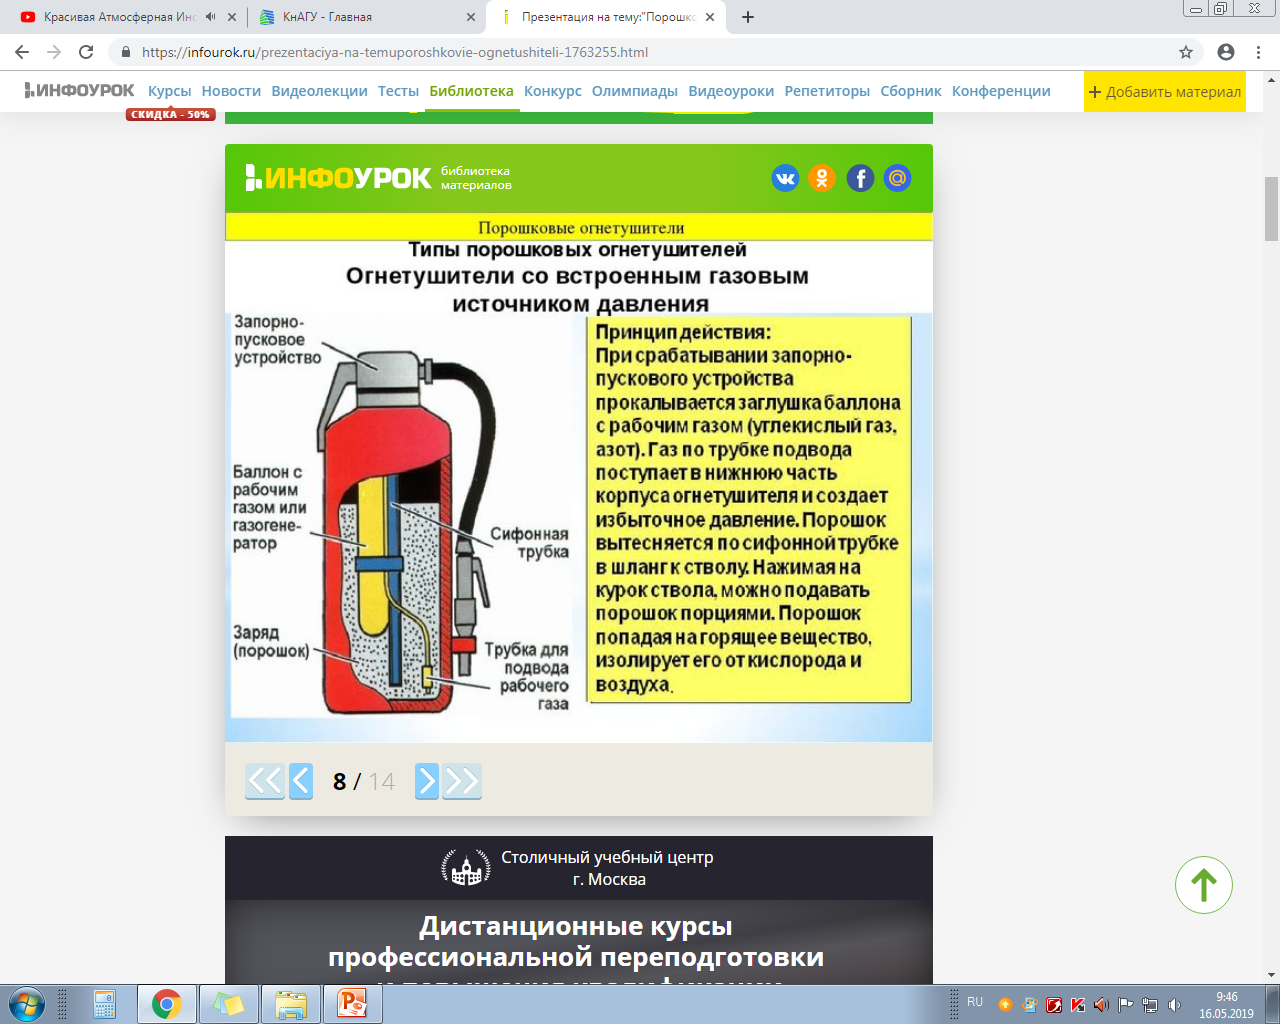 Красивая Атмосферная Инс
КнАГУ - Главная
Презентация на тему:"Порошко
https://infourok.ru/prezentaciya-na-temuporoshkovie-ognetushiteli-1763255.html
ИНФОУРОК
Курсы
Новости
Видеолекции
Тесты
Библиотека
Конкурс
Олимпиады
Видеоуроки
Репетиторы
Сборник
Конференции
+ Добавить материал
СКИДКА - 50%
ИНФОУРОК
библиотека
материалов
Порошковые огнетушители
Типы порошковых огнетушителей
Огнетушители со встроенным газовым
источником давления
Запорно-
пусковое
устройство
Баллон с
рабочим
газом или
газогене-
ратор
Заряд
(порошок)
Сифонная
трубка
Трубка для
подвода
рабочего
газа
Принцип действия:
При срабатывании запорно-
пускового устройства
прокалывается заглушка баллона
с рабочим газом (углекислый газ,
азот). Газ по трубке подвода
поступает в нижнюю часть
корпуса огнетушителя и создает
избыточное давление. Порошок
вытесняется по сифонной трубке
в шланг к стволу. Нажимая на
курок ствола, можно подавать
порошок порциями. Порошок
попадая на горящее вещество,
изолирует его от кислорода и
воздуха.
8 / 14
Столичный учебный центр
г. Москва
Дистанционные курсы
профессиональной переподготовки
и повышения квалификации
RU
9:46
16.05.2019